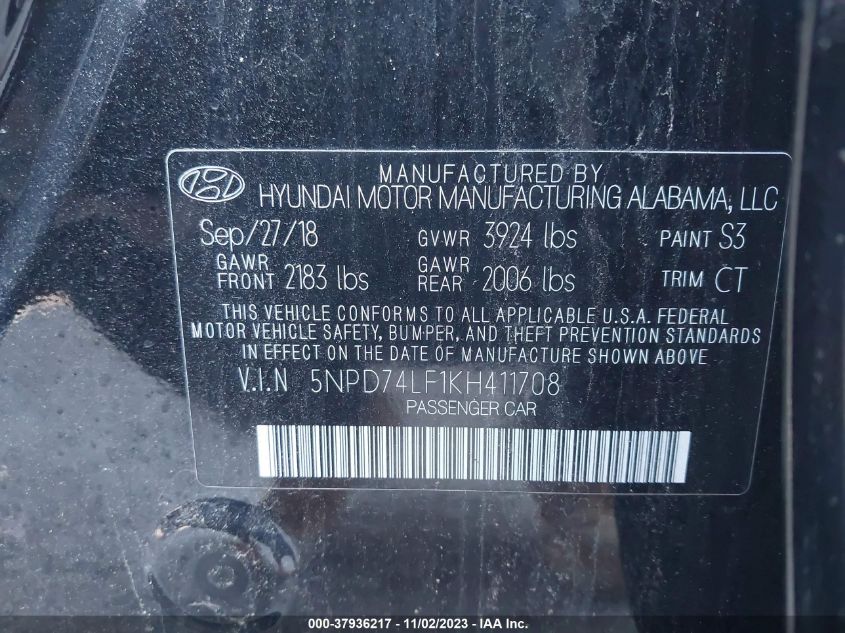 MANUFACTURED BY
HYUNDAI MOTOR MANUFACTURING ALABAMA, LLC
Sep/27/18 GVWR 3924 lbs PAINT S3
GAWR FRONT 2183 lbs GAWR REAR 2006 lbs TRIM CT
THIS VEHICLE CONFORMS TO ALL APPLICABLE U.S.A. FEDERAL
MOTOR VEHICLE SAFETY, BUMPER, AND THEFT PREVENTION STANDARDS
IN EFFECT ON THE DATE OF MANUFACTURE SHOWN ABOVE
V.I.N 5NPD74LF1KH411708
PASSENGER CAR
000-37936217 - 11/02/2023 - IAA Inc.